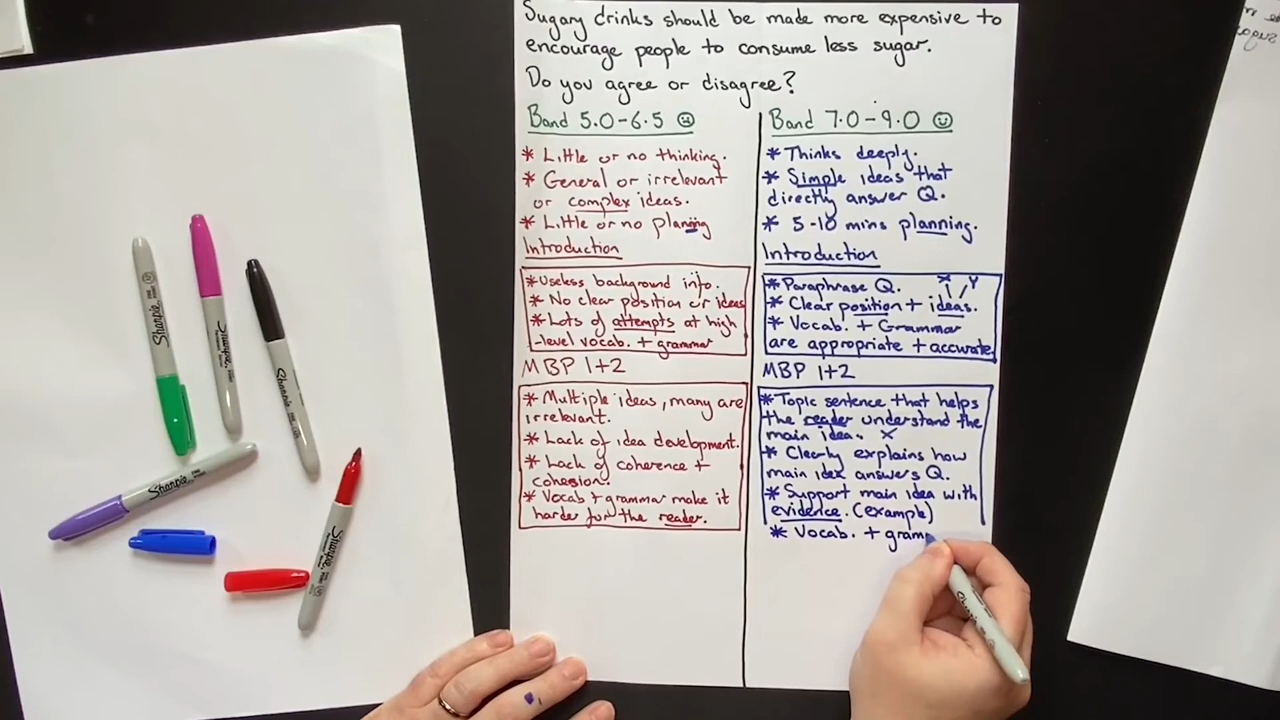 Sugary drinks should be made more expensive to
encourage people to consume less sugar.
Do you agree or disagree?
Band 5.0-6.5 ☹
* Little or no thinking.
* General or irrelevant
or complex ideas.
* Little or no planing
Introduction
* Useless background info.
* No clear position or ideas
* Lots of attempts at high
-level vocab. + grammar
MBP 1+2
* Multiple ideas, many are
irrelevant.
* Lack of idea development.
* Lack of coherence +
cohesion.
* Vocab + grammar make it
harder for the reader.
Band 7.0-9.0 ☺
* Thinks deeply.
* Simple ideas that
directly answer Q.
* 5-10 mins planning.
Introduction
* Paraphrase Q. X Y
* Clear position + ideas.
* Vocab. + Grammar
are appropriate + accurate
MBP 1+2
* Topic sentence that helps
the reader understand the
main idea. X
* Clearly explains how
main idea answers Q.
* Support main idea with
evidence. (example)
* Vocab. + gram
Sharpie
Sharpie
Sharpie
Sharpie
Sharpie
Sharpie